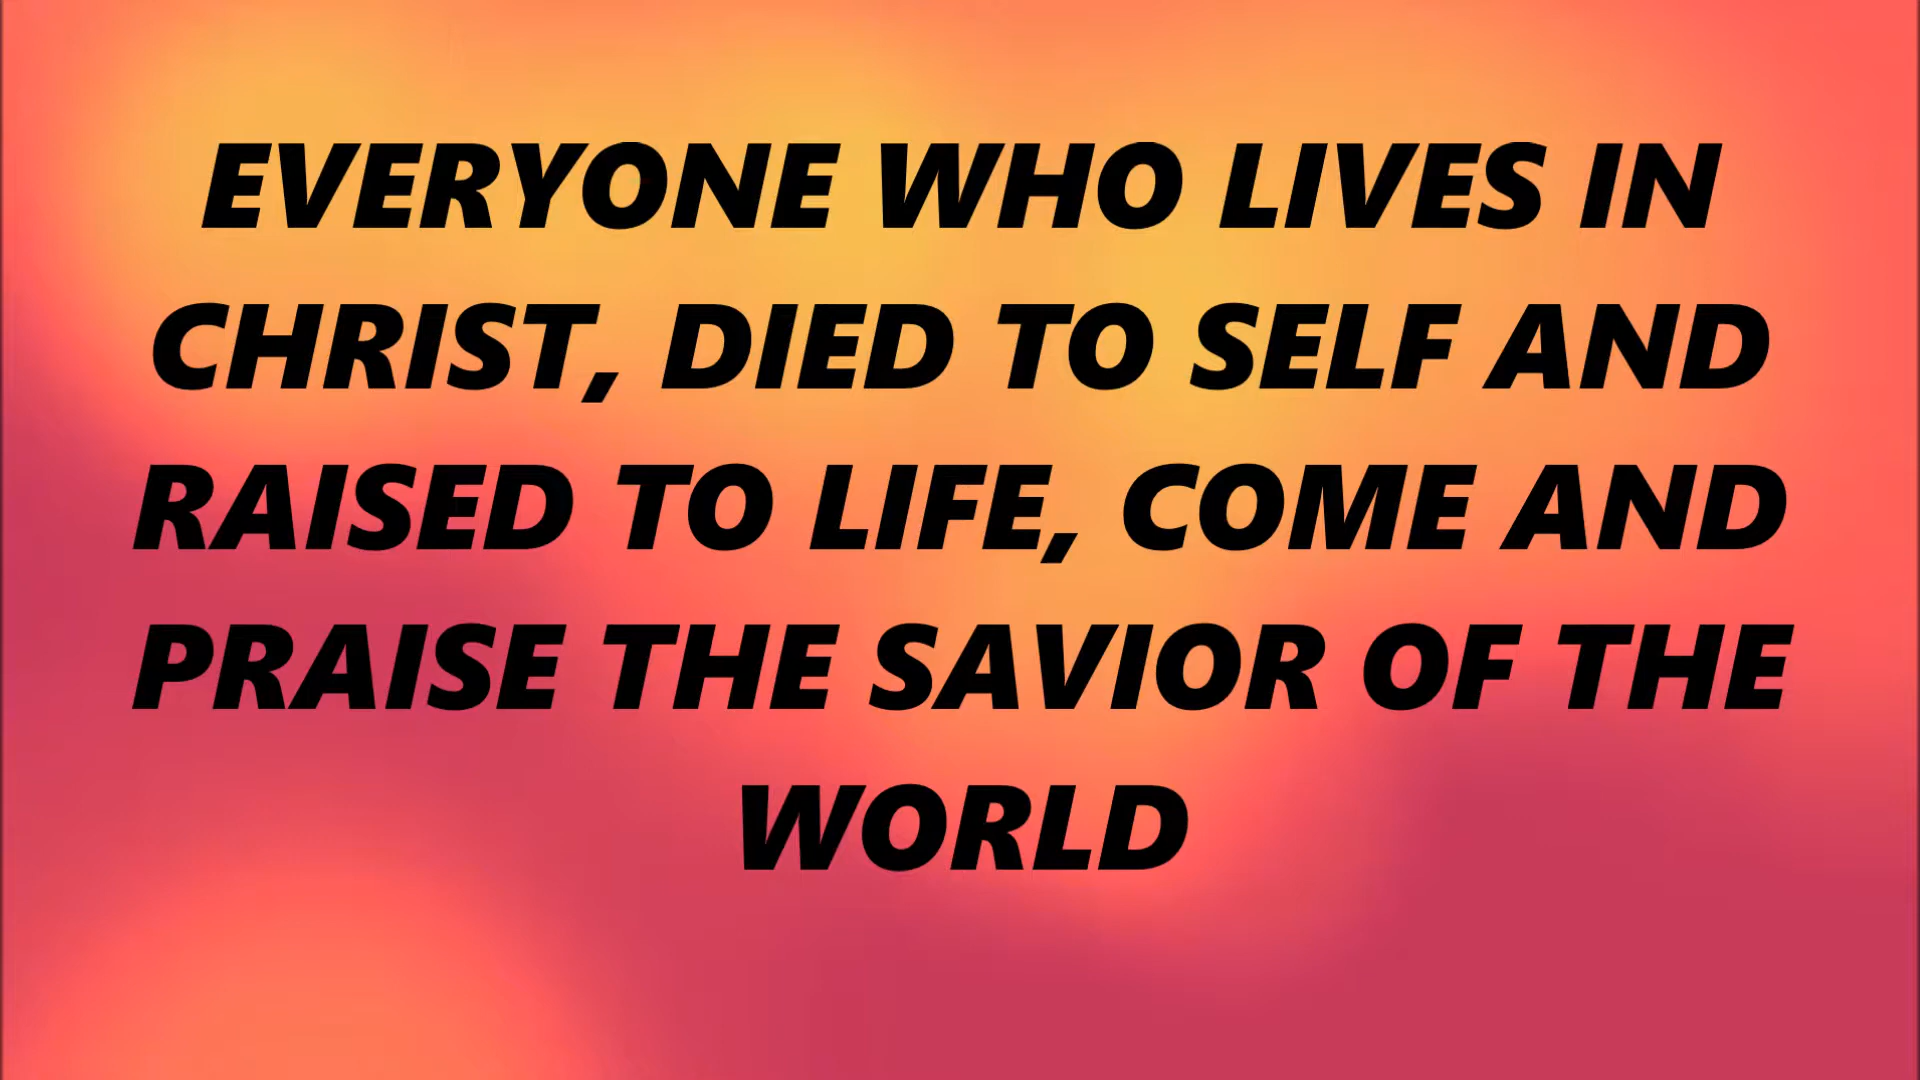 EVERYONE WHO LIVES IN
CHRIST, DIED TO SELF AND
RAISED TO LIFE, COME AND
PRAISE THE SAVIOR OF THE
WORLD